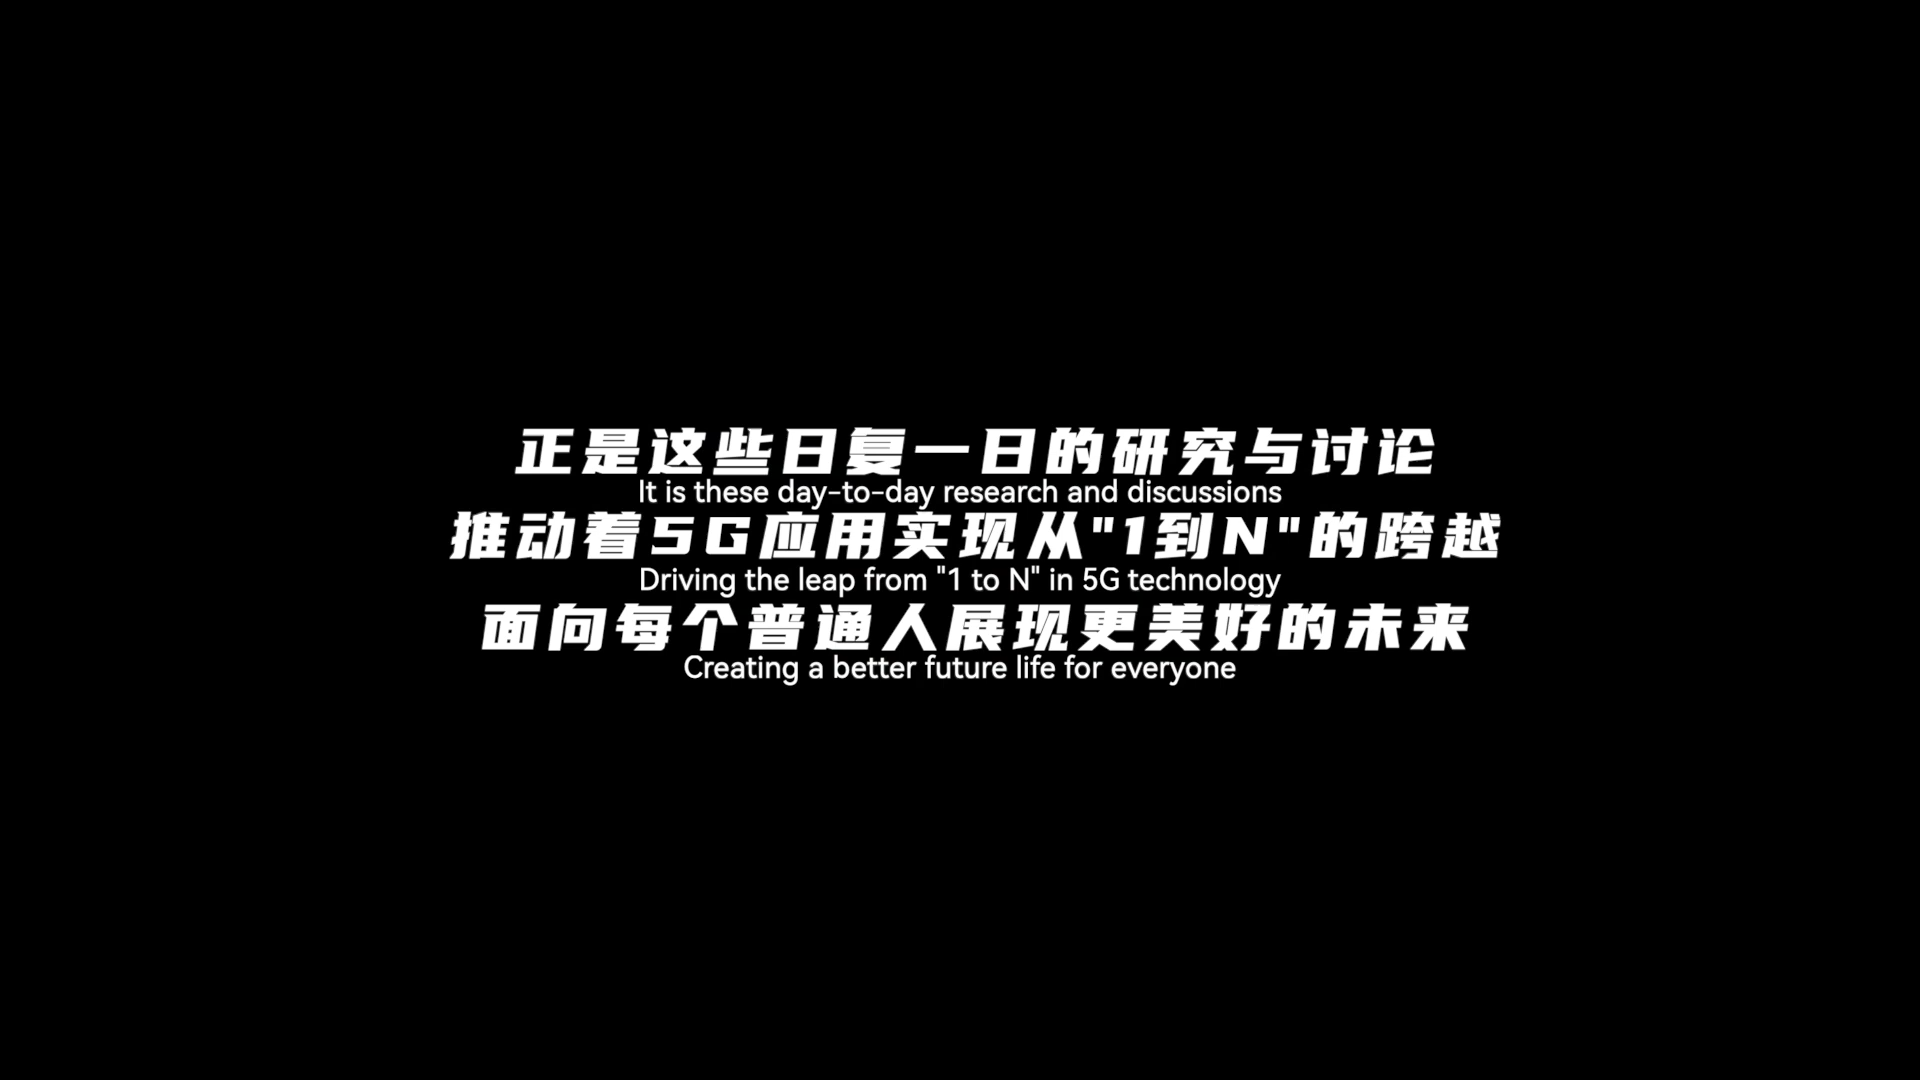 正是这些日复一日的研究与讨论
It is these day-to-day research and discussions
推动着5G应用实现从"1到N"的跨越
Driving the leap from "1 to N" in 5G technology
面向每个普通人展现更美好的未来
Creating a better future life for everyone